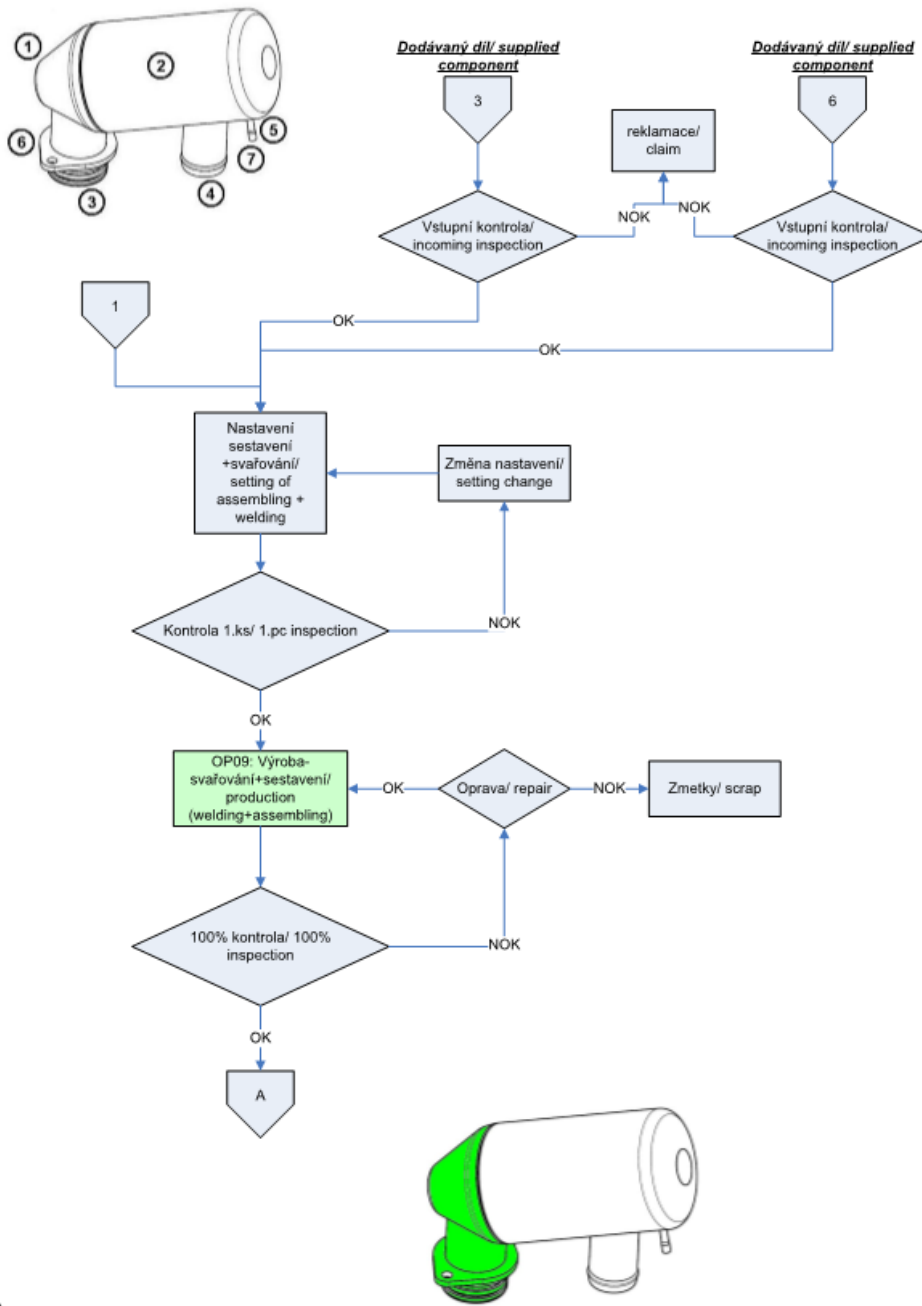 1
2
5
6
7
3
4
Dodávaný díl/ supplied
component
3
Dodávaný díl/ supplied
component
6
reklamace/
claim
Vstupní kontrola/
incoming inspection
NOK
NOK
Vstupní kontrola/
incoming inspection
1
OK
OK
Nastavení
sestavení
+svařování/
setting of
assembling +
welding
Změna nastavení/
setting change
Kontrola 1.ks/ 1.pc inspection
NOK
OK
OP09: Výroba-
svařování+sestavení/
production
(welding+assembling)
OK
Oprava/ repair
NOK
Zmetky/ scrap
100% kontrola/ 100%
inspection
NOK
OK
A